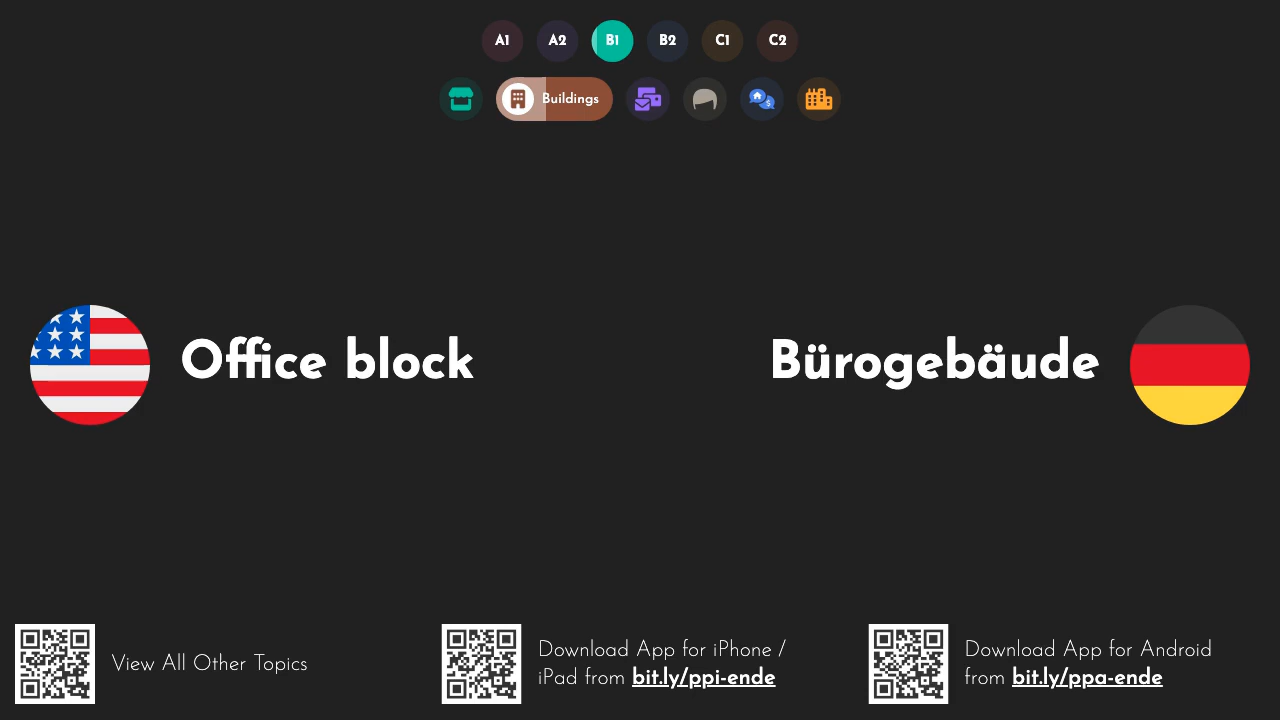 A1 A2 B1 B2 C1 C2
Buildings
Office block
Bürogebäude
View All Other Topics
Download App for iPhone /
iPad from bit.ly/ppi-ende
Download App for Android
from bit.ly/ppa-ende